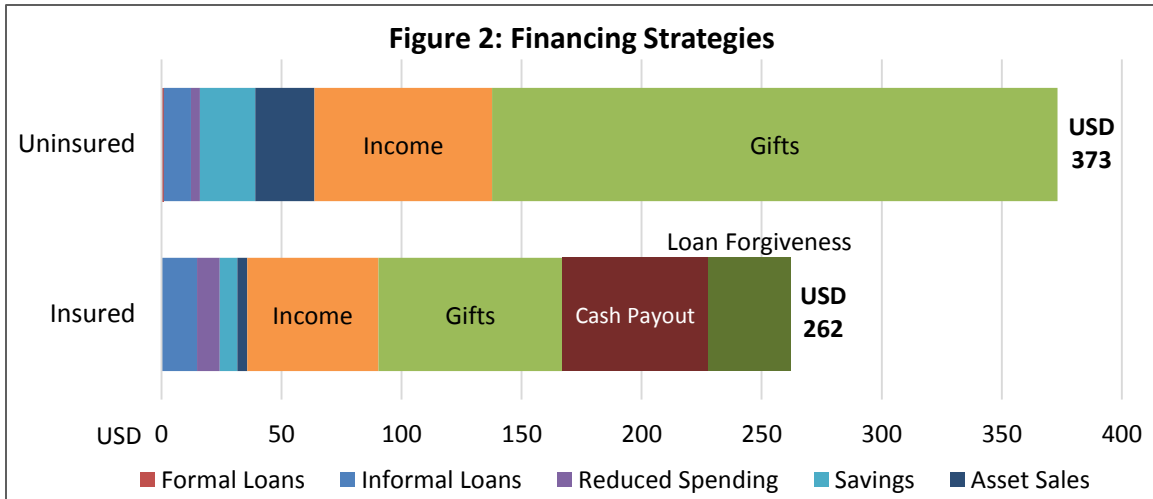 Figure 2: Financing Strategies
Uninsured
Income
Gifts
USD
373
Loan Forgiveness
Insured
Income
Gifts
Cash Payout
USD
262
USD 0 50 100 150 200 250 300 350 400
Formal Loans Informal Loans Reduced Spending Savings Asset Sales